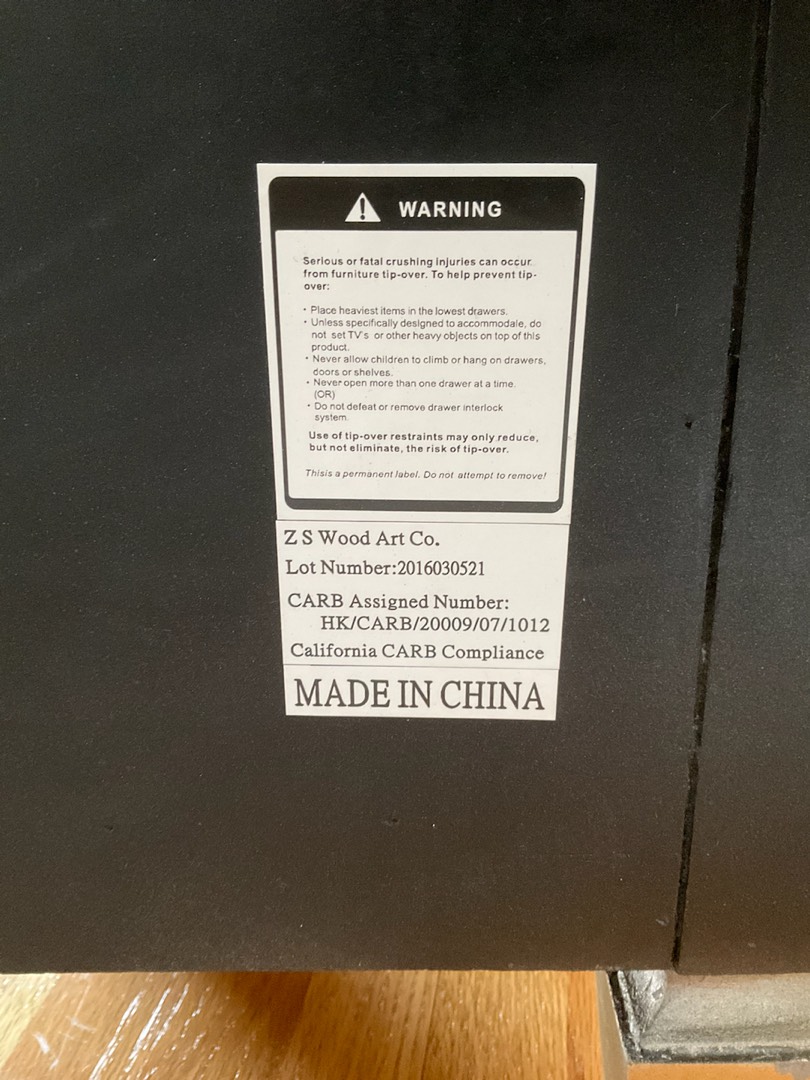 WARNING
Serious or fatal crushing injuries can occur
from furniture tip-over. To help prevent tip-
over:
• Place heaviest items in the lowest drawers.
• Unless specifically designed to accommodale, do
not set TV's or other heavy objects on top of this
product.
• Never allow children to climb or hang on drawers,
doors or shelves.
• Never open more than one drawer at a time.
(OR)
• Do not defeat or remove drawer interlock
system.
Use of tip-over restraints may only reduce,
but not eliminate, the risk of tip-over.
Thisis a permanent label. Do not attempt to remove!
Z S Wood Art Co.
Lot Number:2016030521
CARB Assigned Number:
HK/CARB/20009/07/1012
California CARB Compliance
MADE IN CHINA